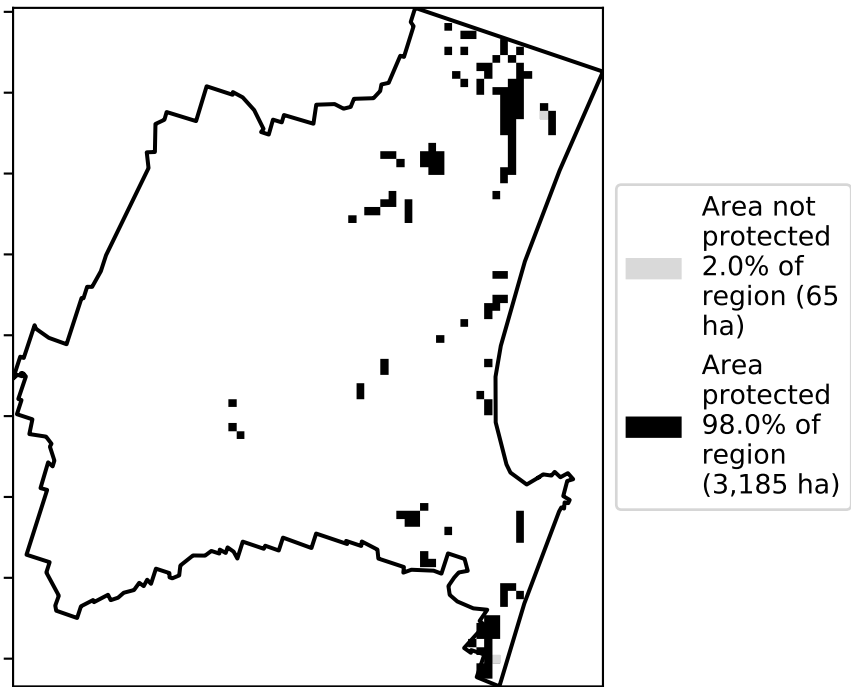 Area not
protected
2.0% of
region (65
ha)
Area
protected
98.0% of
region
(3,185 ha)